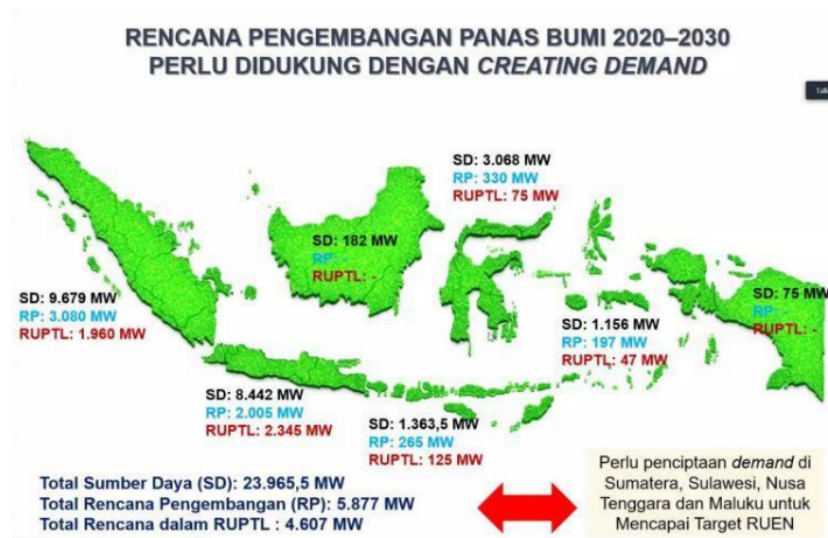 RENCANA PENGEMBANGAN PANAS BUMI 2020–2030
PERLU DIDUKUNG DENGAN CREATING DEMAND
SD: 3.068 MW
RP: 330 MW
RUPTL: 75 MW
SD: 182 MW
RP: -
RUPTL: -
SD: 9.679 MW
RP: 3.080 MW
RUPTL: 1.960 MW
SD: 75 MW
RP: -
RUPTL: -
SD: 1.156 MW
RP: 197 MW
RUPTL: 47 MW
SD: 8.442 MW
RP: 2.005 MW
RUPTL: 2.345 MW
SD: 1.363,5 MW
RP: 265 MW
RUPTL: 125 MW
Total Sumber Daya (SD): 23.965,5 MW
Total Rencana Pengembangan (RP): 5.877 MW
Total Rencana dalam RUPTL : 4.607 MW
Perlu penciptaan demand di
Sumatera, Sulawesi, Nusa
Tenggara dan Maluku untuk
Mencapai Target RUEN